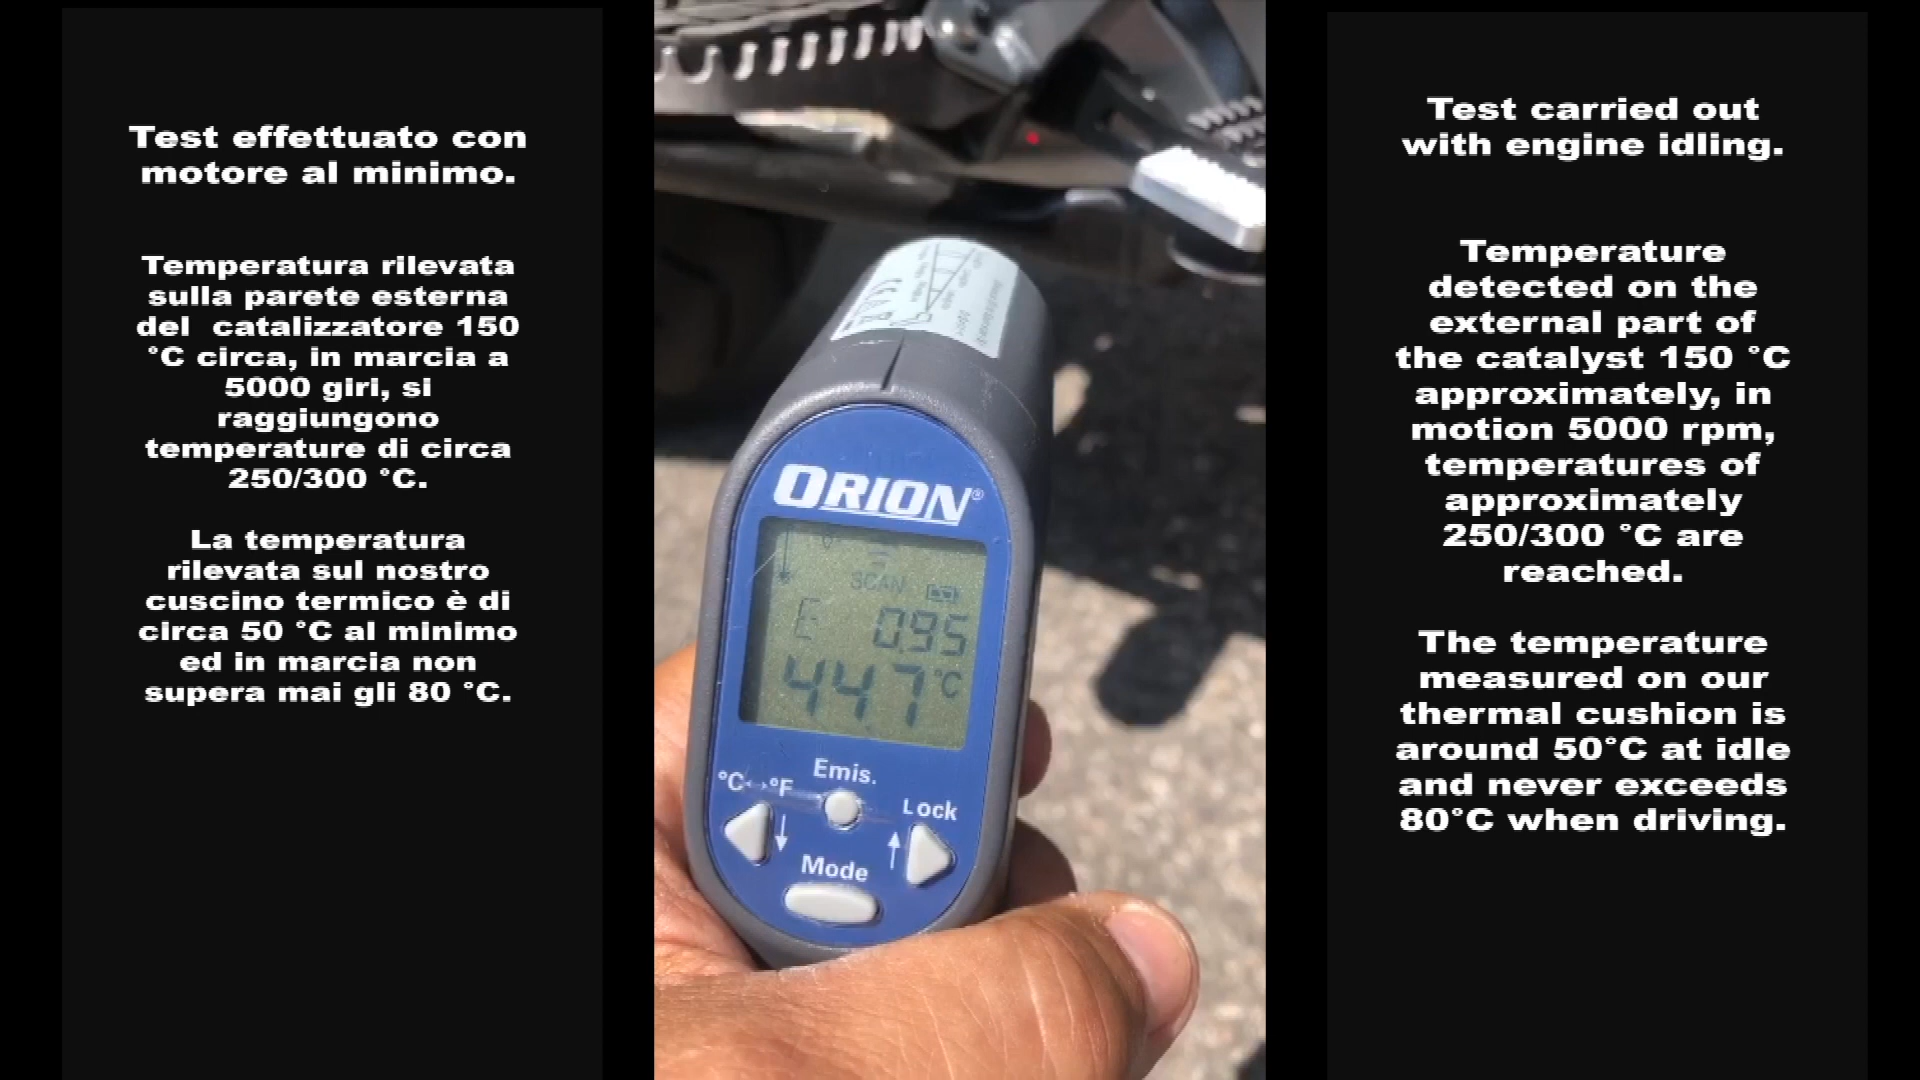 Test effettuato con
motore al minimo.
Temperatura rilevata
sulla parete esterna
del  catalizzatore 150
°C circa, in marcia a
5000 giri, si
raggiungono
temperature di circa
250/300 °C.
La temperatura
rilevata sul nostro
cuscino termico è di
circa 50 °C al minimo
ed in marcia non
supera mai gli 80 °C.
ORION®
SCAN
E 0.95
44.7 °C
Emis.
°C↔°F
Lock
Mode
Test carried out
with engine idling.
Temperature
detected on the
external part of
the catalyst 150 °C
approximately, in
motion 5000 rpm,
temperatures of
approximately
250/300 °C are
reached.
The temperature
measured on our
thermal cushion is
around 50°C at idle
and never exceeds
80°C when driving.